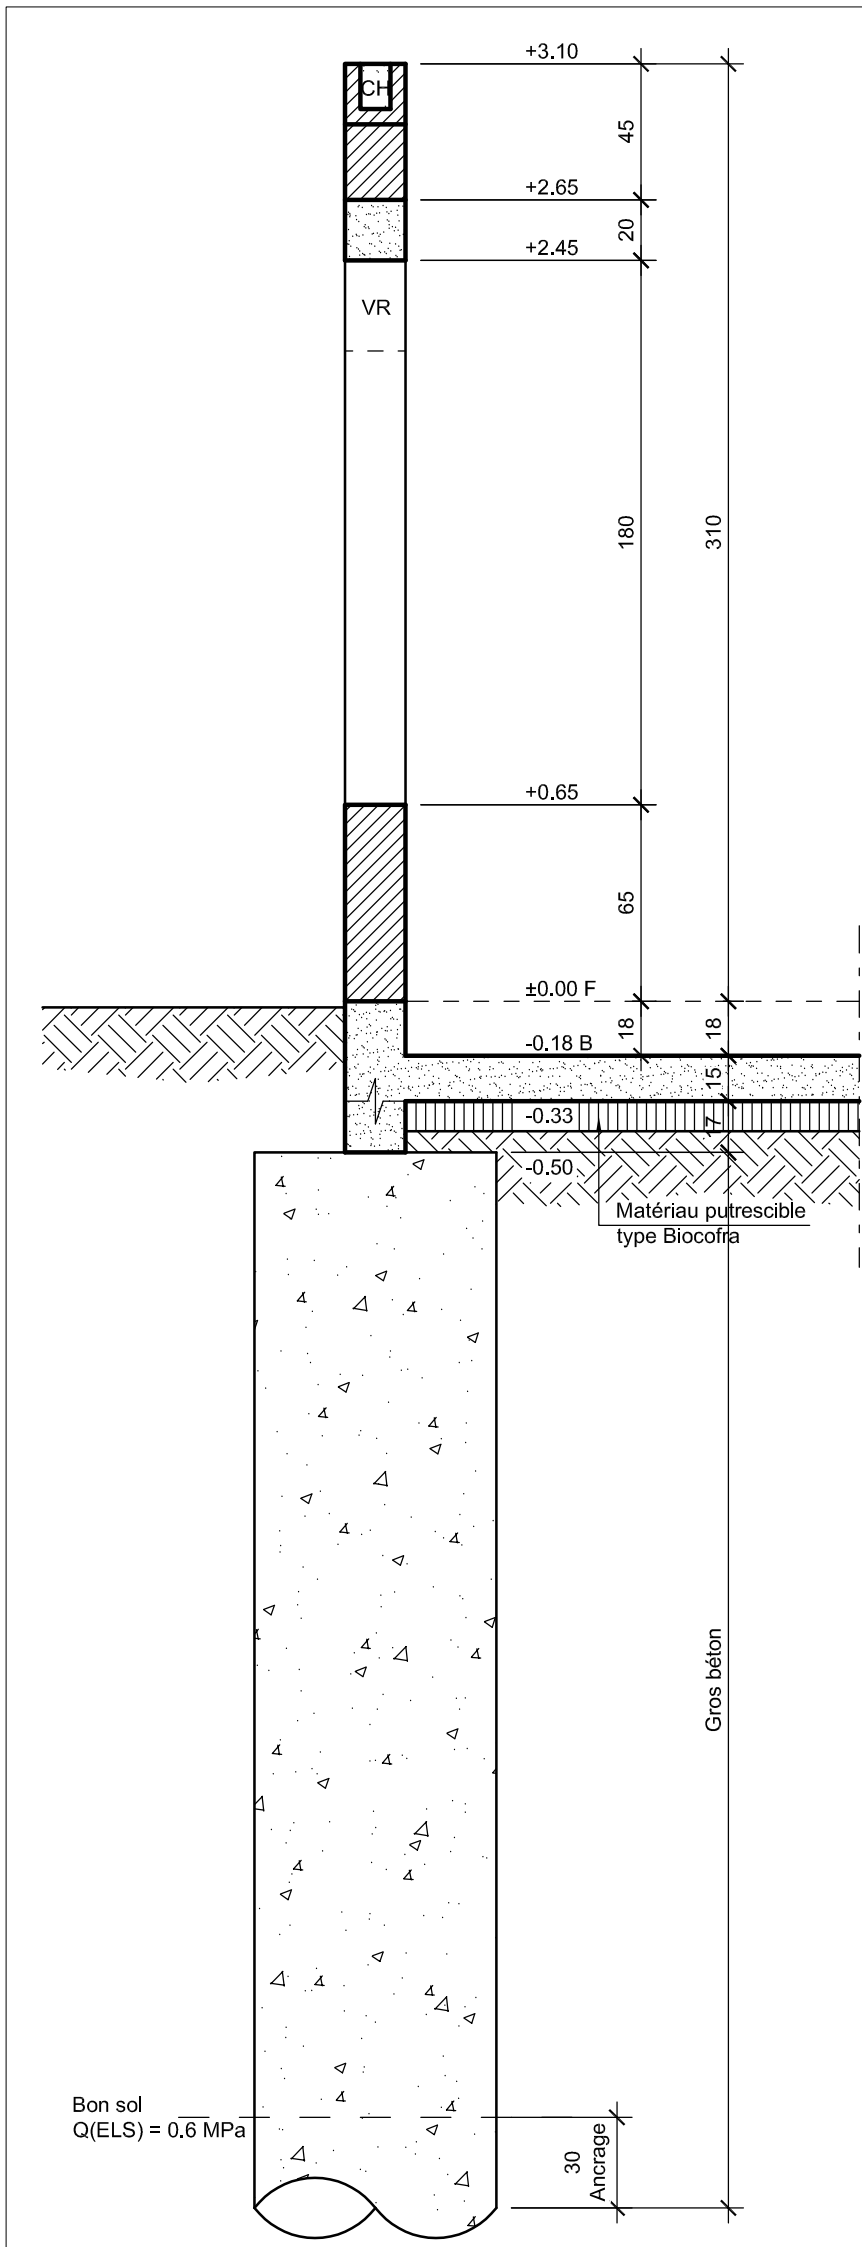 +3.10
CH
45
+2.65
20
+2.45
VR
180
310
+0.65
65
±0.00 F
18
18
-0.18 B
15
-0.33
17
-0.50
Matériau putrescible
type Biocofra
Gros béton
Bon sol
Q(ELS) = 0.6 MPa
30
Ancrage